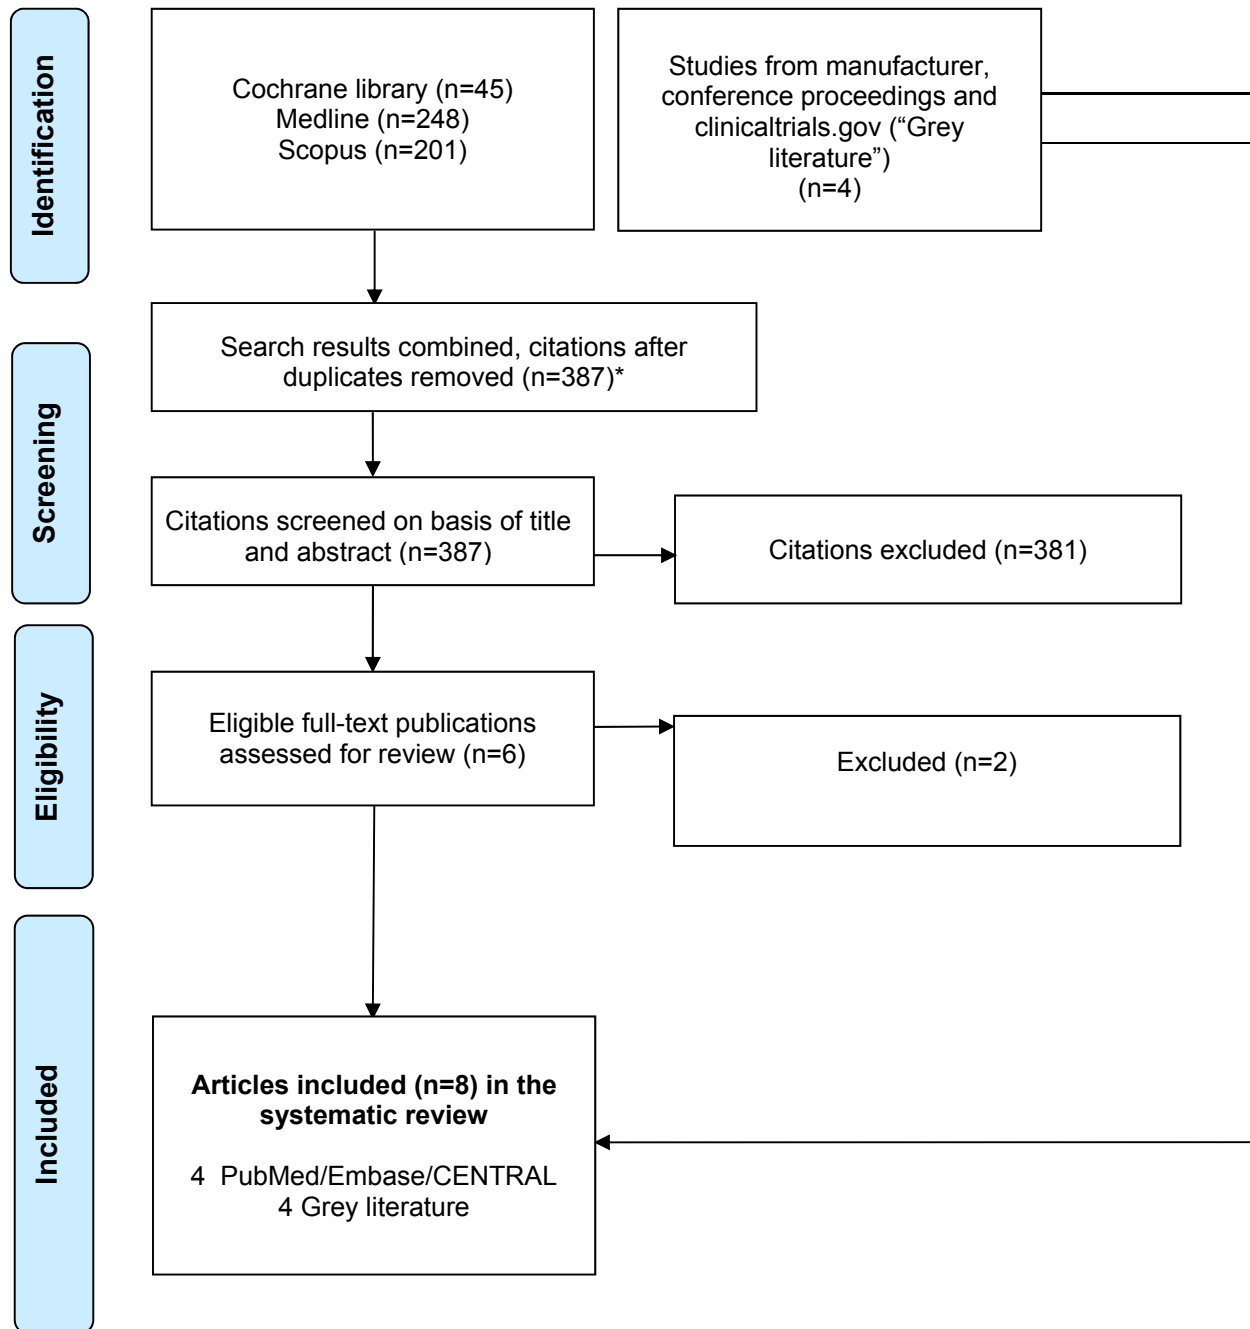 Identification
Cochrane library (n=45)
Medline (n=248)
Scopus (n=201)
Studies from manufacturer,
conference proceedings and
clinicaltrials.gov (“Grey
literature”)
(n=4)
Screening
Search results combined, citations after
duplicates removed (n=387)*
Citations screened on basis of title
and abstract (n=387)
Citations excluded (n=381)
Eligibility
Eligible full-text publications
assessed for review (n=6)
Excluded (n=2)
Included
Articles included (n=8) in the
systematic review
4 PubMed/Embase/CENTRAL
4 Grey literature